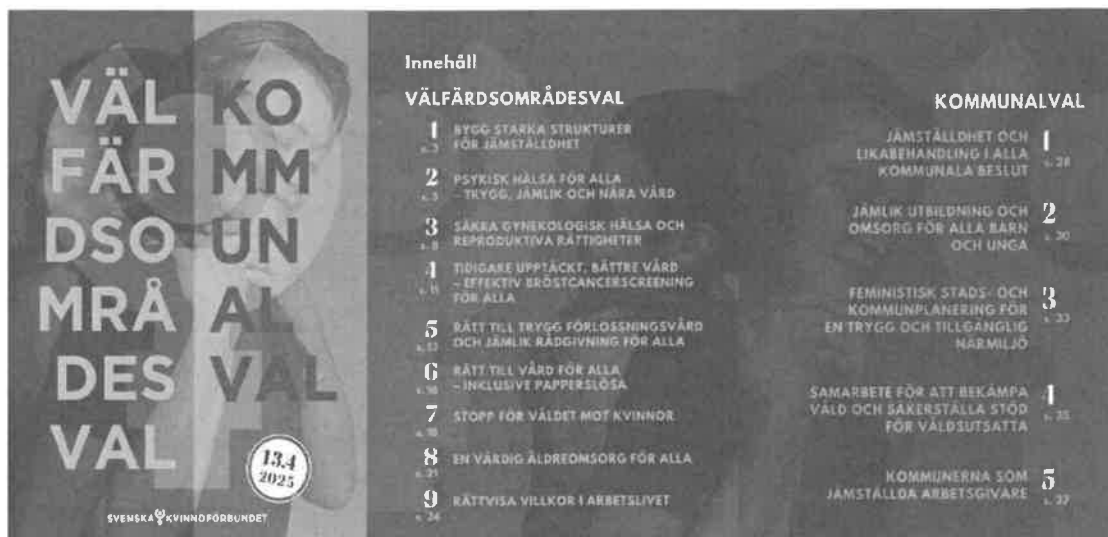 VÄL
FÄR
DSO
MRÅ
DES
VAL
KO
MM
UN
AL
VAL
13.4
2025
SVENSKA KVINNOFÖRBUNDET
Innehåll
VÄLFÄRDSOMRÅDESVAL
1 BYGG STARKA STRUKTURER
s. 3 FÖR JÄMSTÄLLDHET
2 PSYKISK HÄLSA FÖR ALLA
s. 5 – TRYGG, JÄMLIK OCH NÄRA VÅRD
3 SÄKRA GYNEKOLOGISK HÄLSA OCH
s. 8 REPRODUKTIVA RÄTTIGHETER
4 TIDIGARE UPPTÄCKT, BÄTTRE VÅRD
– EFFEKTIV BRÖSTCANCERSCREENING
FÖR ALLA
5 RÄTT TILL TRYGG FÖRLOSSNINGSVÅRD
OCH JÄMLIK RÅDGIVNING FÖR ALLA
6 RÄTT TILL VÅRD FÖR ALLA
– INKLUSIVE PAPPERSLÖSA
7 STOPP FÖR VÅLDET MOT KVINNOR
s. 18
8 EN VÄRDIG ÄLDREOMSORG FÖR ALLA
s. 21
9 RÄTTVISA VILLKOR I ARBETSLIVET
s. 24
KOMMUNALVAL
JÄMSTÄLLDHET OCH 1
LIKABEHANDLING I ALLA s. 28
KOMMUNALA BESLUT
JÄMLIK UTBILDNING OCH 2
OMSORG FÖR ALLA BARN s. 30
OCH UNGA
FEMINISTISK STADS- OCH 3
KOMMUNPLANERING FÖR s. 33
EN TRYGG OCH TILLGÄNGLIG
NÄRMILJÖ
SAMARBETE FÖR ATT BEKÄMPA 4
VÅLD OCH SÄKERSTÄLLA STÖD s. 35
FÖR VÅLDSUTSATTA
KOMMUNERNA SOM 5
JÄMSTÄLLDA ARBETSGIVARE s. 37